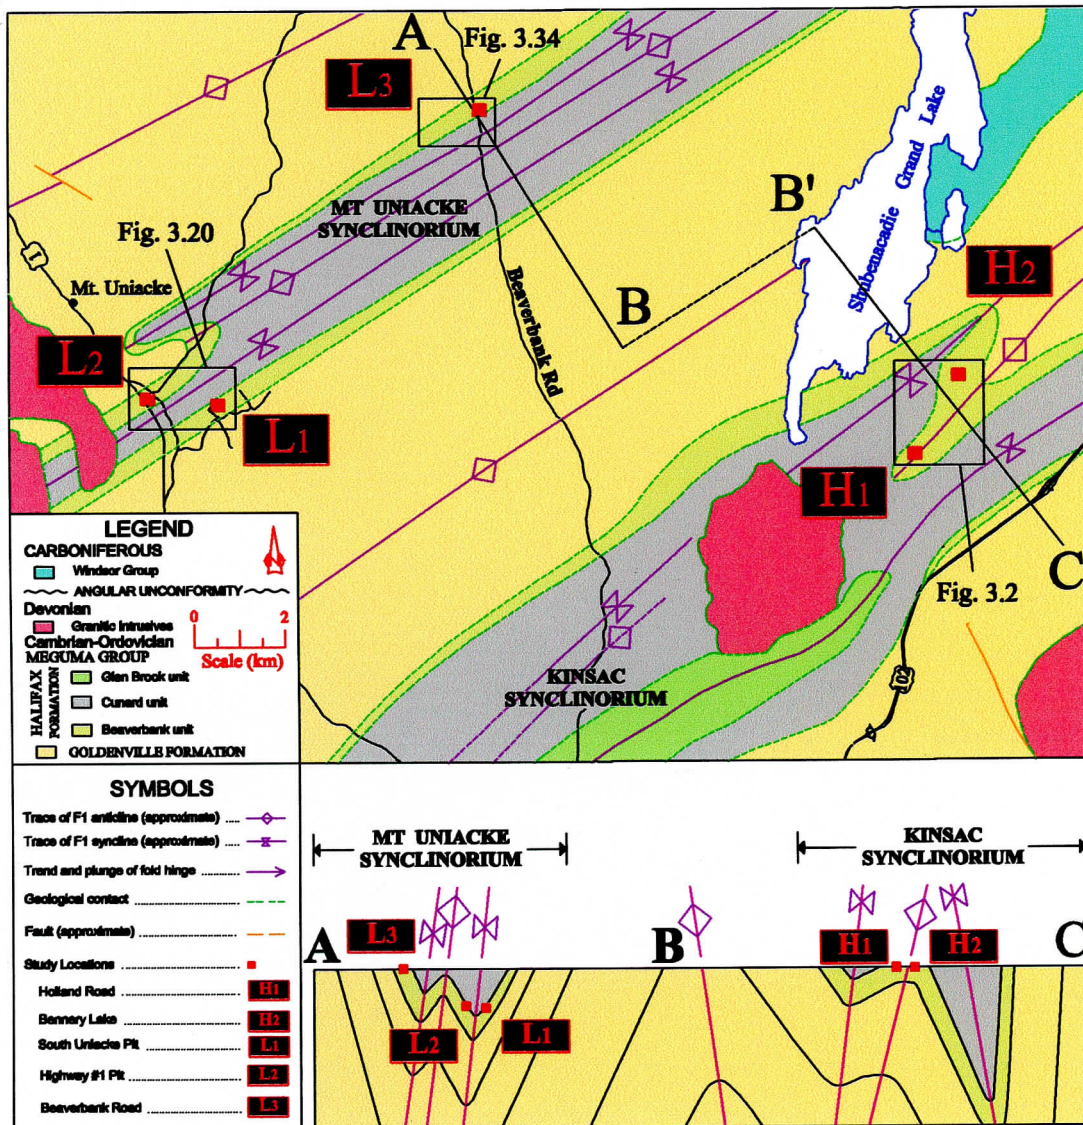 A
Fig. 3.34
L3
MT UNIACKE
SYNCLINORIUM
Fig. 3.20
1
Mt. Uniacke
L2
L1
Beaverbank Rd
B
B'
Shubenacadie Grand Lake
H2
H1
C
Fig. 3.2
102
KINSAC
SYNCLINORIUM
LEGEND
CARBONIFEROUS
Windsor Group
ANGULAR UNCONFORMITY
Devonian
Granitic Intrusives
Cambrian-Ordovician
MEGUMA GROUP
HALIFAX
FORMATION
Glen Brook unit
Cunard unit
Beaverbank unit
GOLDENVILLE FORMATION
0 2
Scale (km)
SYMBOLS
Trace of F1 anticline (approximate)
Trace of F1 syncline (approximate)
Trend and plunge of fold hinge
Geological contact
Fault (approximate)
Study Locations
Holland Road H1
Bennery Lake H2
South Uniacke Pit L1
Highway #1 Pit L2
Beaverbank Road L3
MT UNIACKE
SYNCLINORIUM
KINSAC
SYNCLINORIUM
A
L3
B
H1
H2
C
L2
L1